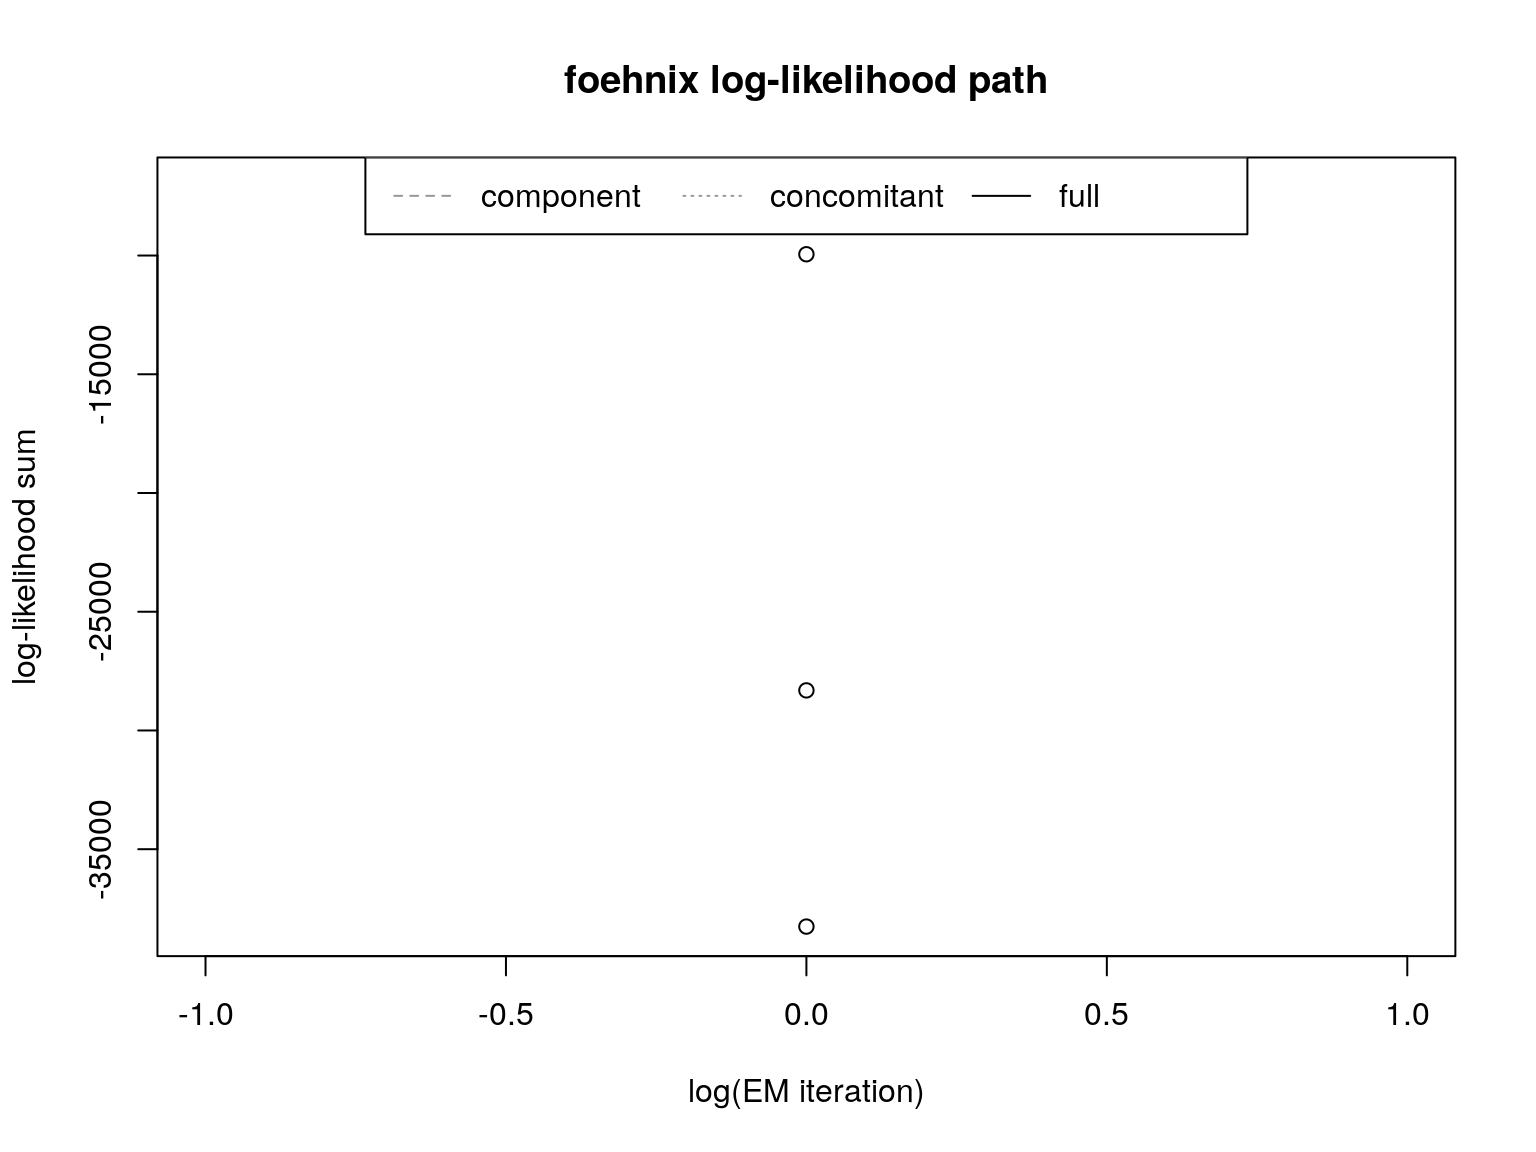 foehnix log-likelihood path
component concomitant full
log-likelihood sum
-15000
-25000
-35000
-1.0 -0.5 0.0 0.5 1.0
log(EM iteration)